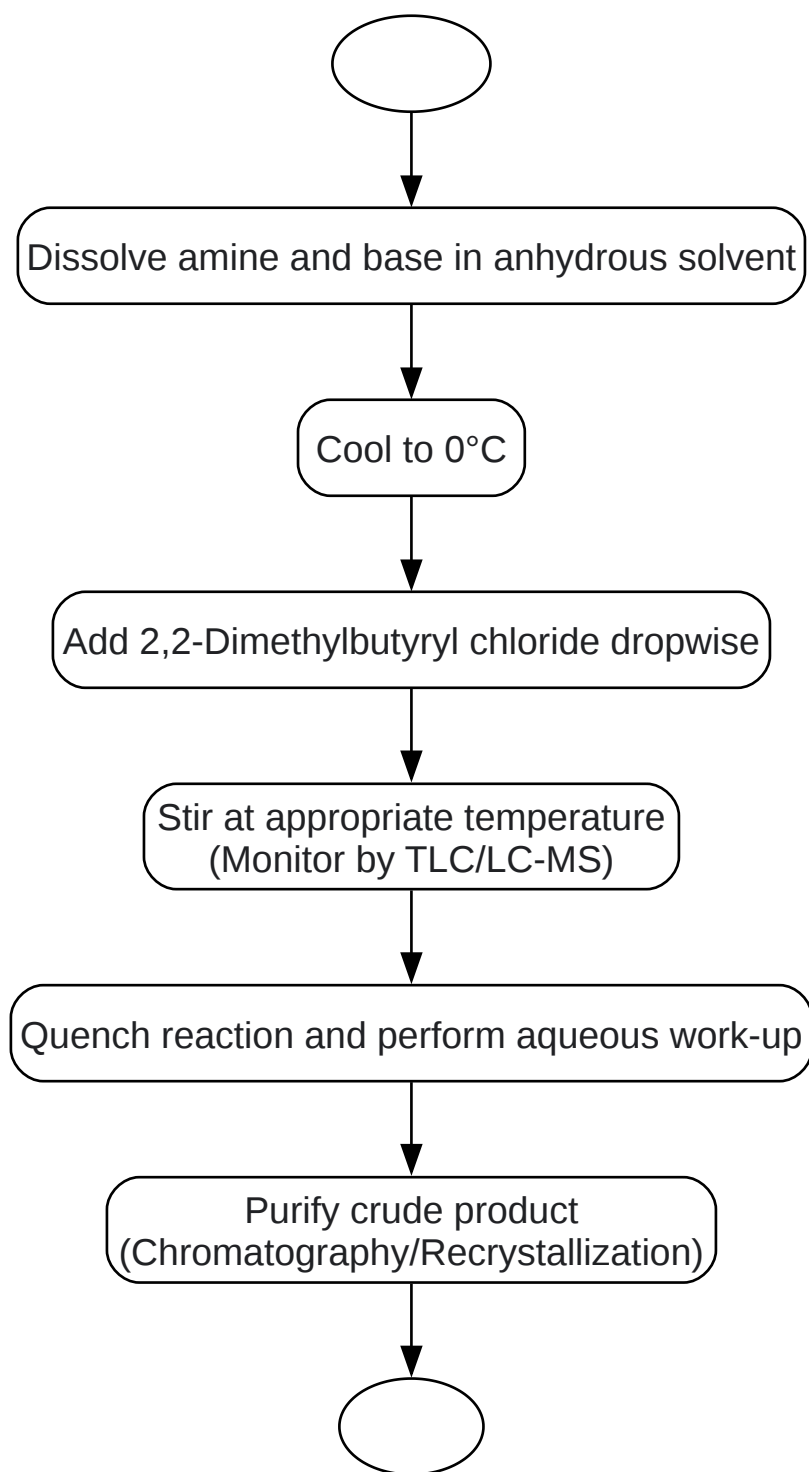 Dissolve amine and base in anhydrous solvent
Cool to 0°C
Add 2,2-Dimethylbutyryl chloride dropwise
Stir at appropriate temperature
(Monitor by TLC/LC-MS)
Quench reaction and perform aqueous work-up
Purify crude product
(Chromatography/Recrystallization)